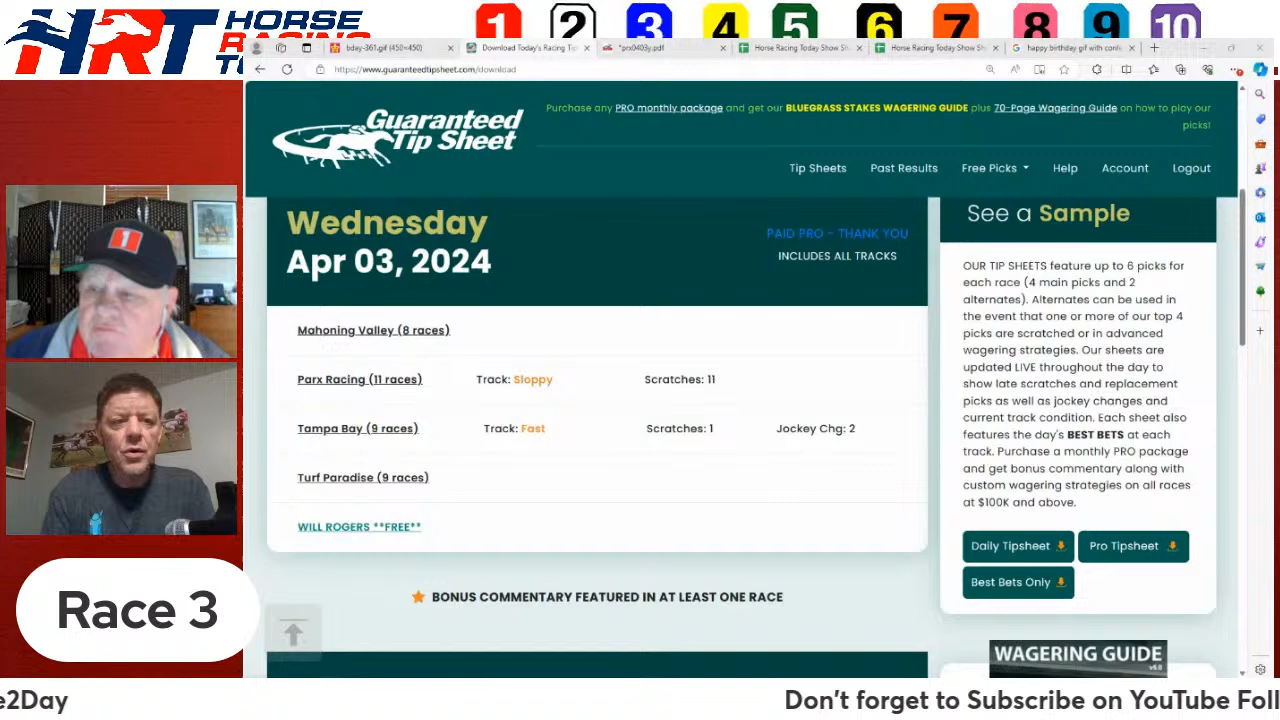 HRT HORSE
RACING
1 2 3 4 5 6 7 8 9 10
bday-361.gif (450×450)
Download Today's Racing Tip
*prx0403y.pdf
Horse Racing Today Show Sh
Horse Racing Today Show Sh
happy birthday gif with conf
https://www.guaranteedtipsheet.com/download
Guaranteed
Tip Sheet
Purchase any PRO monthly package and get our BLUEGRASS STAKES WAGERING GUIDE plus 70-Page Wagering Guide on how to play our
picks!
Tip Sheets Past Results Free Picks Help Account Logout
Wednesday
Apr 03, 2024
PAID PRO - THANK YOU
INCLUDES ALL TRACKS
Mahoning Valley (8 races)
Parx Racing (11 races) Track: Sloppy Scratches: 11
Tampa Bay (9 races) Track: Fast Scratches: 1 Jockey Chg: 2
Turf Paradise (9 races)
WILL ROGERS **FREE**
BONUS COMMENTARY FEATURED IN AT LEAST ONE RACE
See a Sample
OUR TIP SHEETS feature up to 6 picks for
each race (4 main picks and 2
alternates). Alternates can be used in
the event that one or more of our top 4
picks are scratched or in advanced
wagering strategies. Our sheets are
updated LIVE throughout the day to
show late scratches and replacement
picks as well as jockey changes and
current track condition. Each sheet also
features the day's BEST BETS at each
track. Purchase a monthly PRO package
and get bonus commentary along with
custom wagering strategies on all races
at $100K and above.
Daily Tipsheet Pro Tipsheet
Best Bets Only
WAGERING GUIDE
1
Race 3
e2Day
Don't forget to Subscribe on YouTube Foll